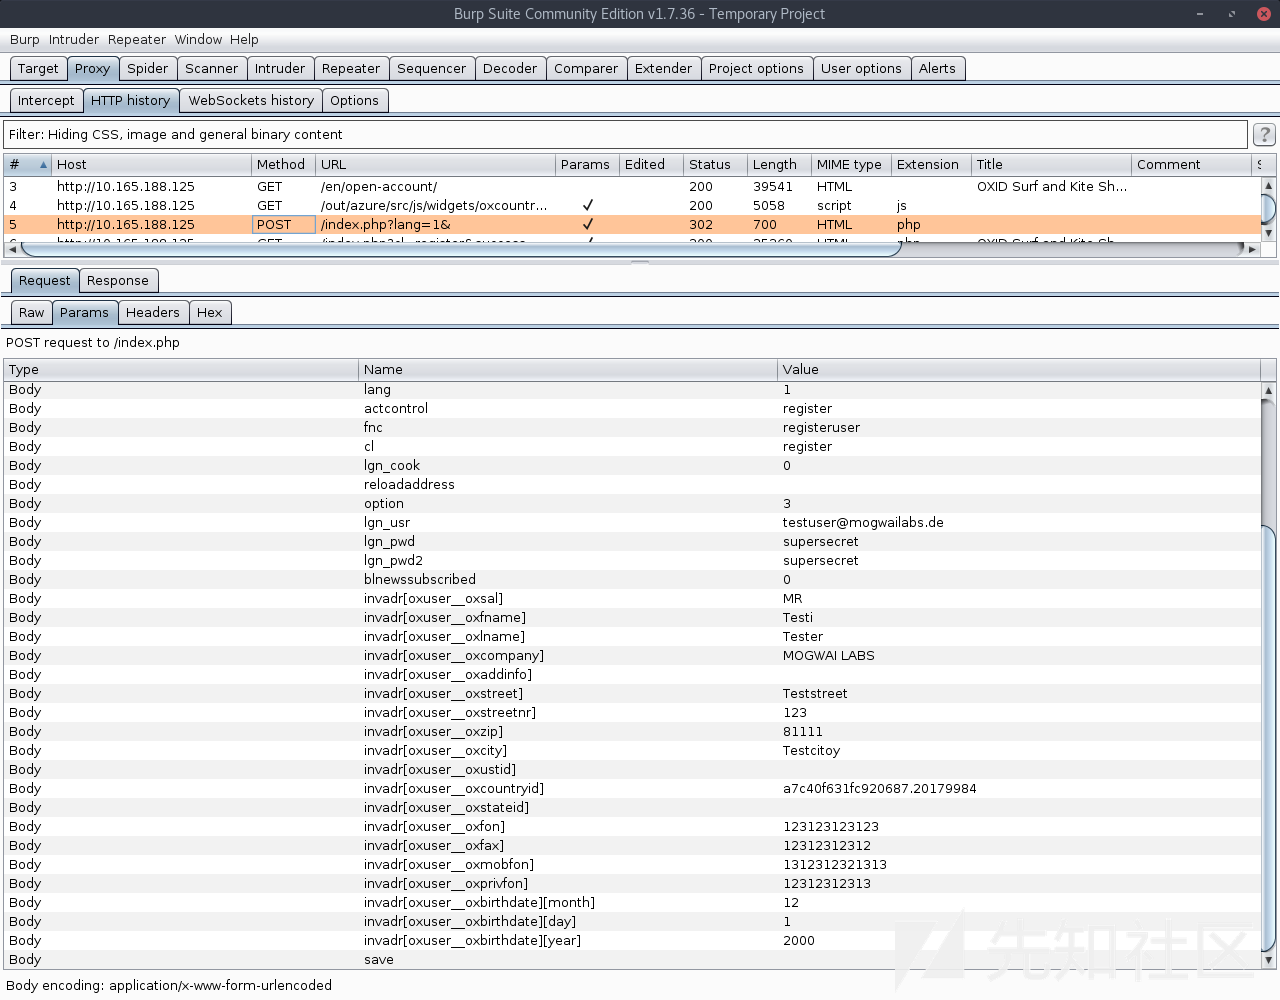 Burp Suite Community Edition v1.7.36 - Temporary Project
Burp Intruder Repeater Window Help
Target Proxy Spider Scanner Intruder Repeater Sequencer Decoder Comparer Extender Project options User options Alerts
Intercept HTTP history WebSockets history Options
Filter: Hiding CSS, image and general binary content ?
# Host Method URL Params Edited Status Length MIME type Extension Title Comment S
3 http://10.165.188.125 GET /en/open-account/ 200 39541 HTML OXID Surf and Kite Sh...
4 http://10.165.188.125 GET /out/azure/src/js/widgets/oxcountr... ✓ 200 5058 script js
5 http://10.165.188.125 POST /index.php?lang=1& ✓ 302 700 HTML php
Request Response
Raw Params Headers Hex
POST request to /index.php
Type Name Value
Body lang 1
Body actcontrol register
Body fnc registeruser
Body cl register
Body lgn_cook 0
Body reloadaddress
Body option 3
Body lgn_usr testuser@mogwailabs.de
Body lgn_pwd supersecret
Body lgn_pwd2 supersecret
Body blnewssubscribed 0
Body invadr[oxuser__oxsal] MR
Body invadr[oxuser__oxfname] Testi
Body invadr[oxuser__oxlname] Tester
Body invadr[oxuser__oxcompany] MOGWAI LABS
Body invadr[oxuser__oxaddinfo]
Body invadr[oxuser__oxstreet] Teststreet
Body invadr[oxuser__oxstreetnr] 123
Body invadr[oxuser__oxzip] 81111
Body invadr[oxuser__oxcity] Testcitoy
Body invadr[oxuser__oxustid]
Body invadr[oxuser__oxcountryid] a7c40f631fc920687.20179984
Body invadr[oxuser__oxstateid]
Body invadr[oxuser__oxfon] 123123123123
Body invadr[oxuser__oxfax] 12312312312
Body invadr[oxuser__oxmobfon] 1312312321313
Body invadr[oxuser__oxprivfon] 12312312313
Body invadr[oxuser__oxbirthdate][month] 12
Body invadr[oxuser__oxbirthdate][day] 1
Body invadr[oxuser__oxbirthdate][year] 2000
Body save
先知社区
Body encoding: application/x-www-form-urlencoded